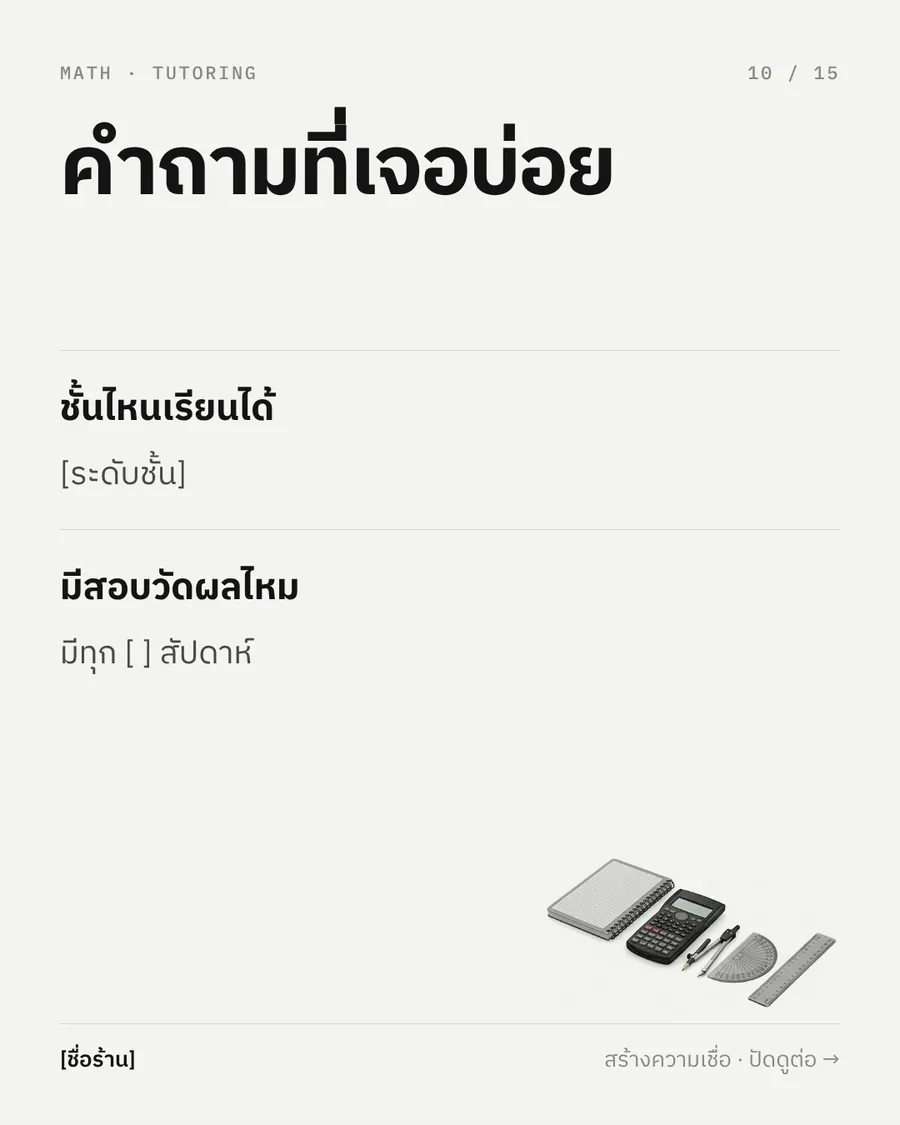 MATH · TUTORING
10 / 15
คำถามที่เจอบ่อย
ชั้นไหนเรียนได้
[ระดับชั้น]
มีสอบวัดผลไหม
มีทุก [ ] สัปดาห์
[ชื่อร้าน]
สร้างความเชื่อ · ปัดดูต่อ →